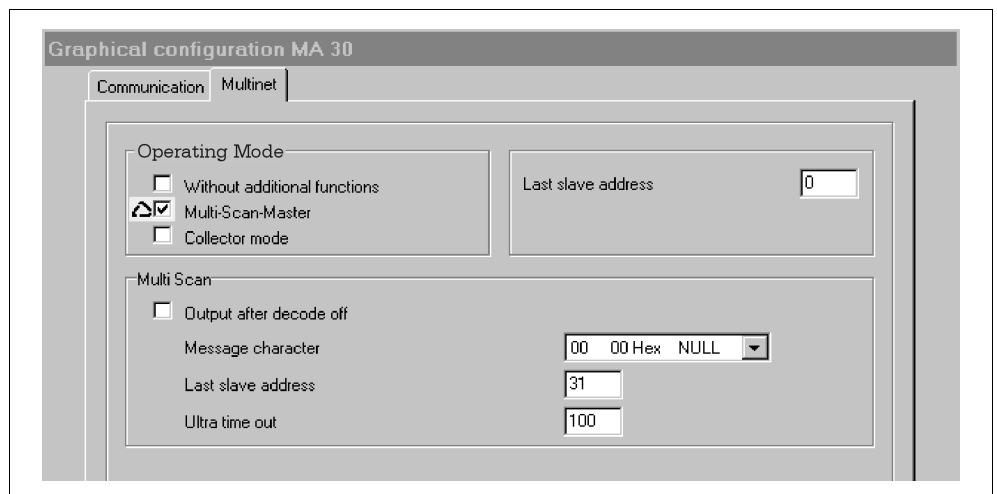 Graphical configuration MA 30
Communication Multinet
Operating Mode
Without additional functions
Multi-Scan-Master
Collector mode
Last slave address 0
Multi Scan
Output after decode off
Message character 00 00 Hex NULL
Last slave address 31
Ultra time out 100